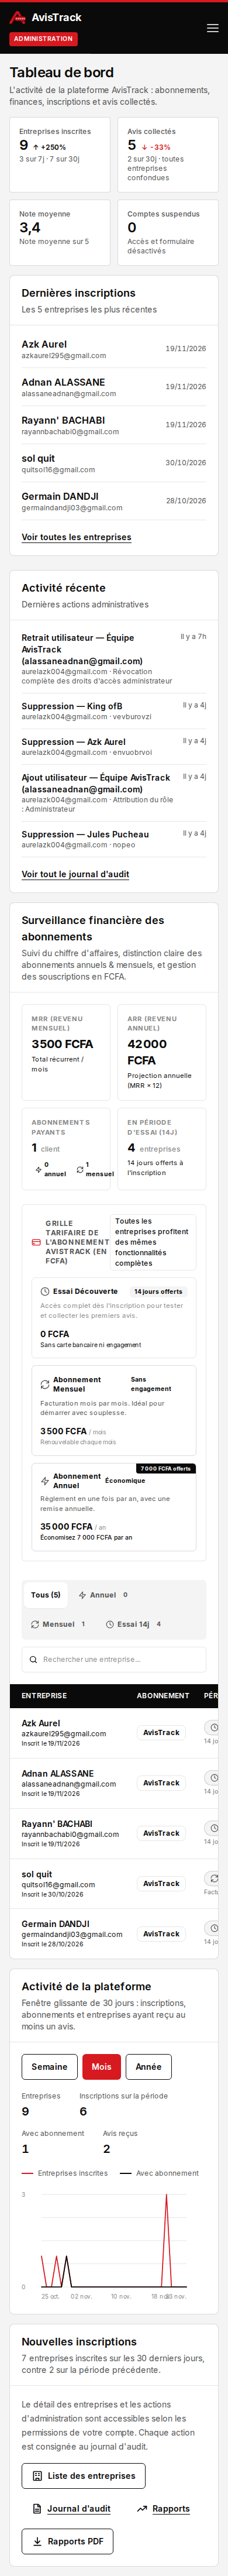 AvisTrack
ADMINISTRATION
Tableau de bord
L'activité de la plateforme AvisTrack : abonnements,
finances, inscriptions et avis collectés.
Entreprises inscrites
9 ↑ +250%
3 sur 7j · 7 sur 30j
Avis collectés
5 ↓ -33%
2 sur 30j · toutes
entreprises
confondues
Note moyenne
3,4
Note moyenne sur 5
Comptes suspendus
0
Accès et formulaire
désactivés
Dernières inscriptions
Les 5 entreprises les plus récentes
Azk Aurel
azkaurel295@gmail.com
19/11/2026
Adnan ALASSANE
alassaneadnan@gmail.com
19/11/2026
Rayann' BACHABI
rayannbachabi0@gmail.com
19/11/2026
sol quit
quitsol16@gmail.com
30/10/2026
Germain DANDJI
germaindandji03@gmail.com
28/10/2026
Voir toutes les entreprises
Activité récente
Dernières actions administratives
Retrait utilisateur — Équipe
AvisTrack
(alassaneadnan@gmail.com)
Il y a 7h
aurelazk004@gmail.com · Révocation
complète des droits d'accès administrateur
Suppression — King ofB
Il y a 4j
aurelazk004@gmail.com · vevburovzi
Suppression — Azk Aurel
Il y a 4j
aurelazk004@gmail.com · envuobrvoi
Ajout utilisateur — Équipe AvisTrack
(alassaneadnan@gmail.com)
Il y a 4j
aurelazk004@gmail.com · Attribution du rôle
: Administrateur
Suppression — Jules Pucheau
Il y a 4j
aurelazk004@gmail.com · nopeo
Voir tout le journal d'audit
Surveillance financière des
abonnements
Suivi du chiffre d'affaires, distinction claire des
abonnements annuels & mensuels, et gestion
des souscriptions en FCFA.
MRR (REVENU
MENSUEL)
3 500 FCFA
Total récurrent /
mois
ARR (REVENU
ANNUEL)
42 000
FCFA
Projection annuelle
(MRR × 12)
ABONNEMENTS
PAYANTS
1 client
0
annuel
1
mensuel
EN PÉRIODE
D'ESSAI (14J)
4 entreprises
14 jours offerts à
l'inscription
GRILLE
TARIFAIRE DE
L'ABONNEMENT
AVISTRACK (EN
FCFA)
Toutes les
entreprises profitent
des mêmes
fonctionnalités
complètes
Essai Découverte
14 jours offerts
Accès complet dès l'inscription pour tester
et collecter les premiers avis.
0 FCFA
Sans carte bancaire ni engagement
Abonnement
Mensuel
Sans
engagement
Facturation mois par mois. Idéal pour
démarrer avec souplesse.
3 500 FCFA / mois
Renouvelable chaque mois
7 000 FCFA offerts
Abonnement
Annuel
Économique
Règlement en une fois par an, avec une
remise annuelle.
35 000 FCFA / an
Économisez 7 000 FCFA par an
Tous (5)
Annuel 0
Mensuel 1
Essai 14j 4
Rechercher une entreprise...
ENTREPRISE
ABONNEMENT
PÉR
Azk Aurel
azkaurel295@gmail.com
Inscrit le 19/11/2026
AvisTrack
14 jo
Adnan ALASSANE
alassaneadnan@gmail.com
Inscrit le 19/11/2026
AvisTrack
14 jo
Rayann' BACHABI
rayannbachabi0@gmail.com
Inscrit le 19/11/2026
AvisTrack
14 jo
sol quit
quitsol16@gmail.com
Inscrit le 30/10/2026
AvisTrack
Factu
Germain DANDJI
germaindandji03@gmail.com
Inscrit le 28/10/2026
AvisTrack
14 jo
Activité de la plateforme
Fenêtre glissante de 30 jours : inscriptions,
abonnements et entreprises ayant reçu au
moins un avis.
Semaine
Mois
Année
Entreprises
9
Inscriptions sur la période
6
Avec abonnement
1
Avis reçus
2
Entreprises inscrites
Avec abonnement
3
0
25 oct.
02 nov.
10 nov.
18 nov.
Nouvelles inscriptions
7 entreprises inscrites sur les 30 derniers jours,
contre 2 sur la période précédente.
Le détail des entreprises et les actions
d'administration sont accessibles selon les
permissions de votre compte. Chaque action
est consignée au journal d'audit.
Liste des entreprises
Journal d'audit
Rapports
Rapports PDF